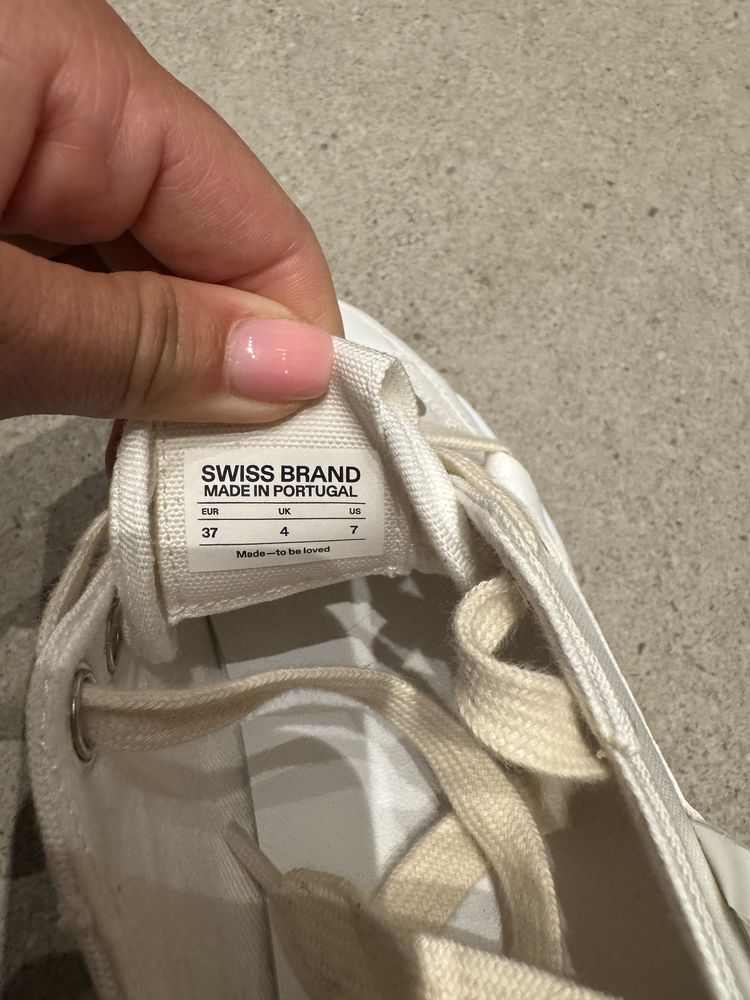 SWISS BRAND
MADE IN PORTUGAL
EUR UK US
37 4 7
Made—to be loved